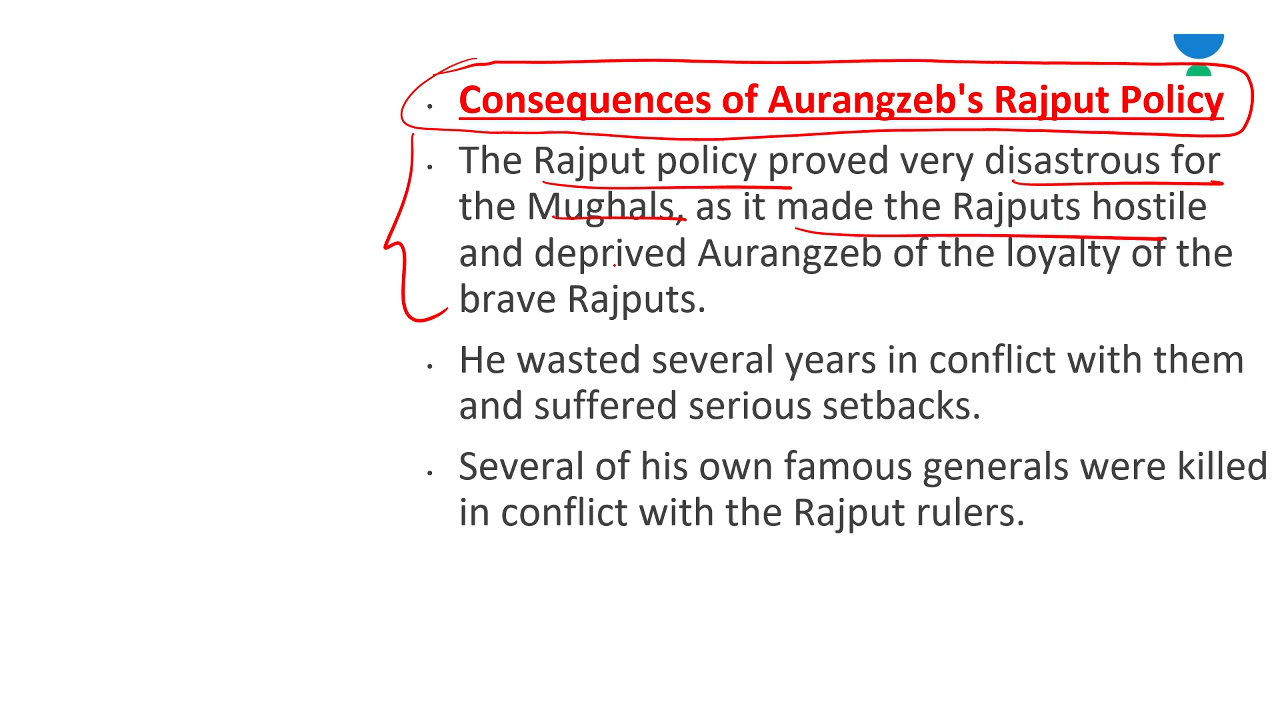 • Consequences of Aurangzeb's Rajput Policy
• The Rajput policy proved very disastrous for
the Mughals, as it made the Rajputs hostile
and deprived Aurangzeb of the loyalty of the
brave Rajputs.
• He wasted several years in conflict with them
and suffered serious setbacks.
• Several of his own famous generals were killed
in conflict with the Rajput rulers.